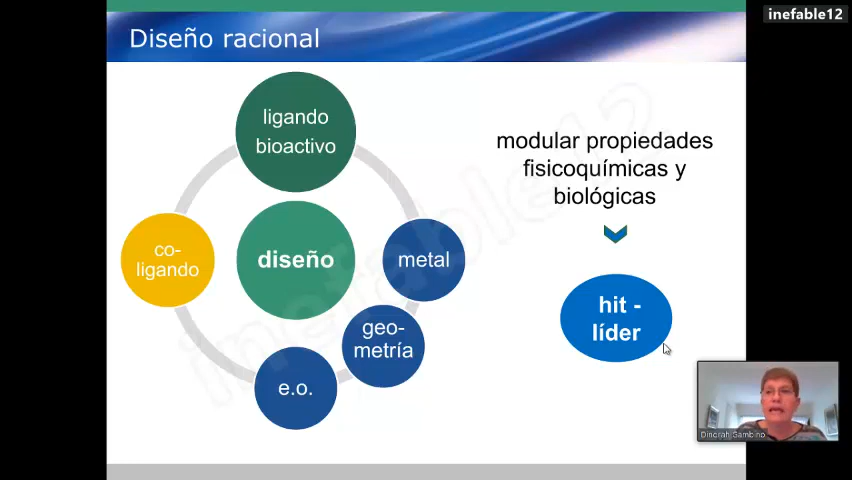 inefable12
Diseño racional
ligando
bioactivo
co-
ligando
diseño
metal
geo-
metría
e.o.
modular propiedades
fisicoquímicas y
biológicas
hit -
líder
Dinorah Gambino
inefable12